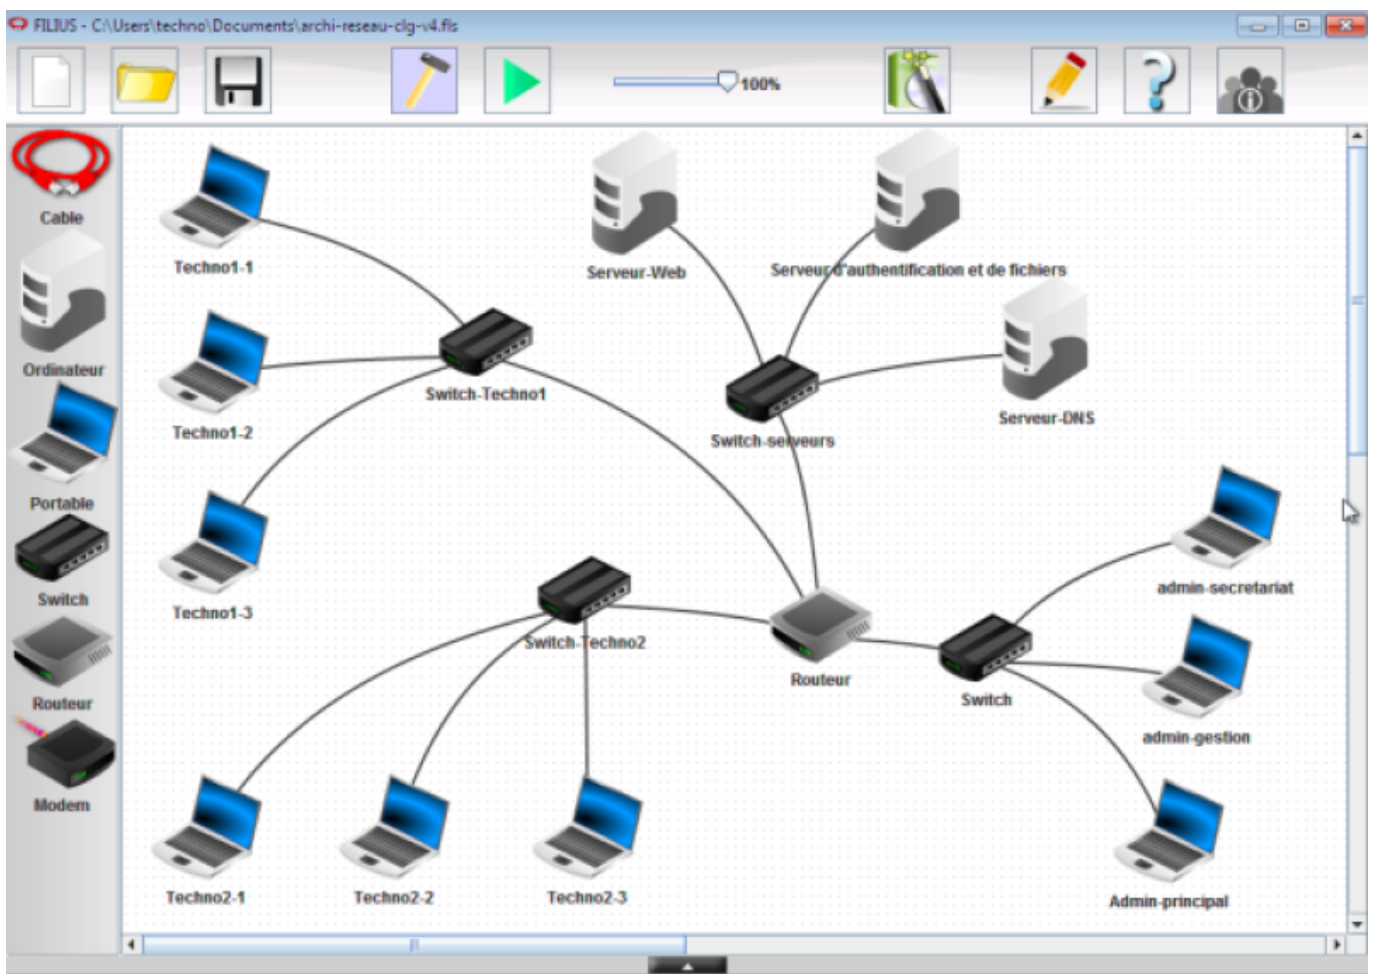 FILIUS - C:\Users\techno\Documents\archi-reseau-clg-v4.fls
100%
Cable
Ordinateur
Portable
Switch
Routeur
Modem
Techno1-1
Serveur-Web
Serveur d'authentification et de fichiers
Switch-Techno1
Techno1-2
Switch-serveurs
Serveur-DNS
Techno1-3
admin-secretariat
Switch-Techno2
Routeur
Switch
admin-gestion
Techno2-1
Techno2-2
Techno2-3
Admin-principal